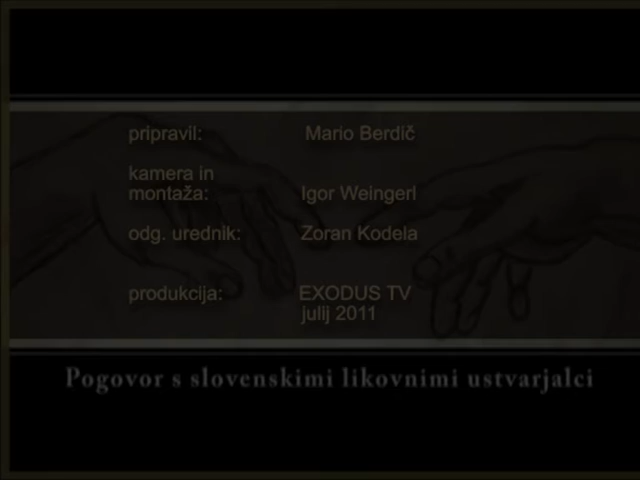 pripravil: Mario Berdič
kamera in
montaža: Igor Weingerl
odg. urednik: Zoran Kodela
produkcija: EXODUS TV
julij 2011
Pogovor s slovenskimi likovnimi ustvarjalci